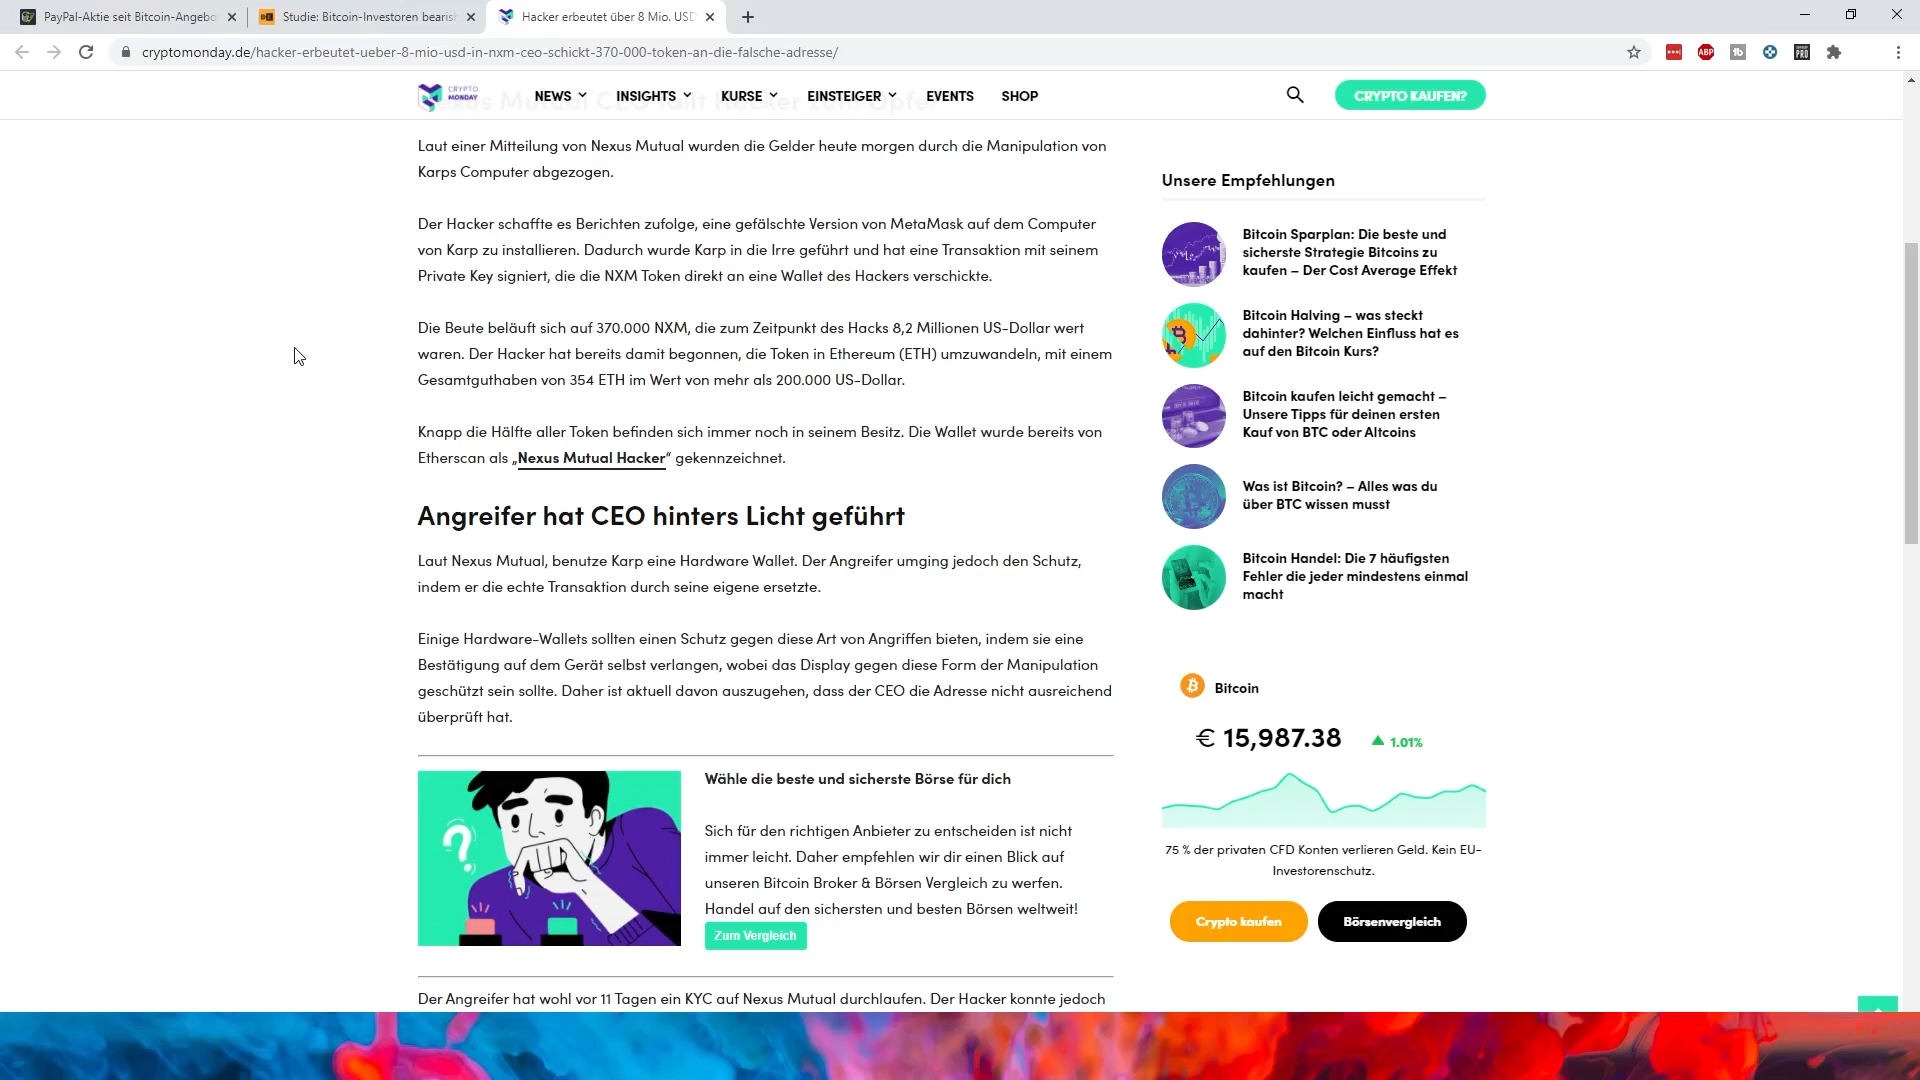 PayPal-Aktie seit Bitcoin-Angebo
Studie: Bitcoin-Investoren bearish
Hacker erbeutet über 8 Mio. USD
cryptomonday.de/hacker-erbeutet-ueber-8-mio-usd-in-nxm-ceo-schickt-370-000-token-an-die-falsche-adresse/
ABP
PRO
CRYPTO
MONDAY
NEWS
INSIGHTS
KURSE
EINSTEIGER
EVENTS
SHOP
CRYPTO KAUFEN?
Nexus Mutual CEO fällt Hacker zum Opfer
Laut einer Mitteilung von Nexus Mutual wurden die Gelder heute morgen durch die Manipulation von
Karps Computer abgezogen.
Der Hacker schaffte es Berichten zufolge, eine gefälschte Version von MetaMask auf dem Computer
von Karp zu installieren. Dadurch wurde Karp in die Irre geführt und hat eine Transaktion mit seinem
Private Key signiert, die die NXM Token direkt an eine Wallet des Hackers verschickte.
Die Beute beläuft sich auf 370.000 NXM, die zum Zeitpunkt des Hacks 8,2 Millionen US-Dollar wert
waren. Der Hacker hat bereits damit begonnen, die Token in Ethereum (ETH) umzuwandeln, mit einem
Gesamtguthaben von 354 ETH im Wert von mehr als 200.000 US-Dollar.
Knapp die Hälfte aller Token befinden sich immer noch in seinem Besitz. Die Wallet wurde bereits von
Etherscan als „Nexus Mutual Hacker“ gekennzeichnet.
Angreifer hat CEO hinters Licht geführt
Laut Nexus Mutual, benutze Karp eine Hardware Wallet. Der Angreifer umging jedoch den Schutz,
indem er die echte Transaktion durch seine eigene ersetzte.
Einige Hardware-Wallets sollten einen Schutz gegen diese Art von Angriffen bieten, indem sie eine
Bestätigung auf dem Gerät selbst verlangen, wobei das Display gegen diese Form der Manipulation
geschützt sein sollte. Daher ist aktuell davon auszugehen, dass der CEO die Adresse nicht ausreichend
überprüft hat.
Wähle die beste und sicherste Börse für dich
Sich für den richtigen Anbieter zu entscheiden ist nicht
immer leicht. Daher empfehlen wir dir einen Blick auf
unseren Bitcoin Broker & Börsen Vergleich zu werfen.
Handel auf den sichersten und besten Börsen weltweit!
Zum Vergleich
Der Angreifer hat wohl vor 11 Tagen ein KYC auf Nexus Mutual durchlaufen. Der Hacker konnte jedoch
Unsere Empfehlungen
Bitcoin Sparplan: Die beste und
sicherste Strategie Bitcoins zu
kaufen – Der Cost Average Effekt
Bitcoin Halving – was steckt
dahinter? Welchen Einfluss hat es
auf den Bitcoin Kurs?
Bitcoin kaufen leicht gemacht –
Unsere Tipps für deinen ersten
Kauf von BTC oder Altcoins
Was ist Bitcoin? – Alles was du
über BTC wissen musst
Bitcoin Handel: Die 7 häufigsten
Fehler die jeder mindestens einmal
macht
Bitcoin
€ 15,987.38
1.01%
75 % der privaten CFD Konten verlieren Geld. Kein EU-
Investorenschutz.
Crypto kaufen
Börsenvergleich